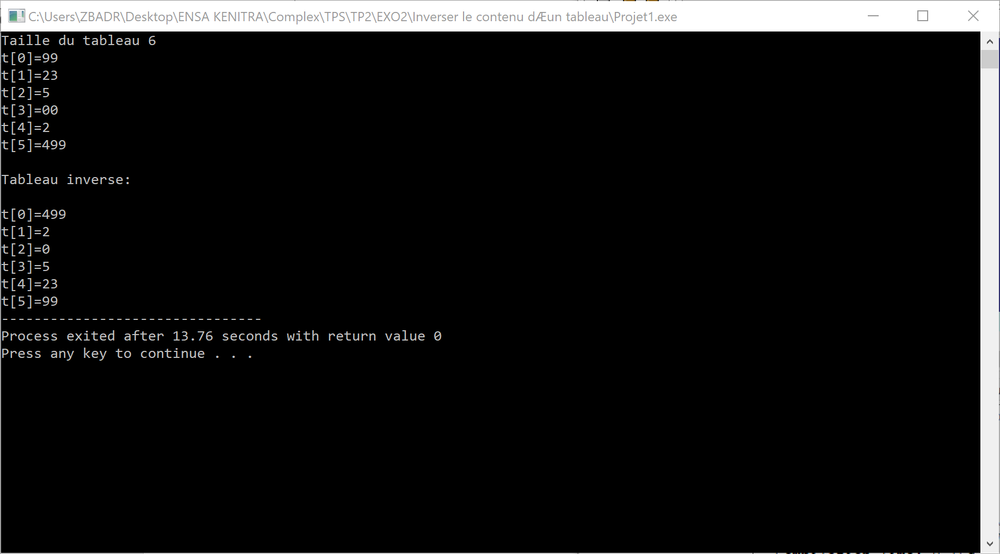 C:\Users\ZBADR\Desktop\ENSA KENITRA\Complex\TPS\TP2\EXO2\Inverser le contenu dÆun tableau\Projet1.exe
Taille du tableau 6
t[0]=99
t[1]=23
t[2]=5
t[3]=00
t[4]=2
t[5]=499
Tableau inverse:
t[0]=499
t[1]=2
t[2]=0
t[3]=5
t[4]=23
t[5]=99
--------------------------------
Process exited after 13.76 seconds with return value 0
Press any key to continue . . .